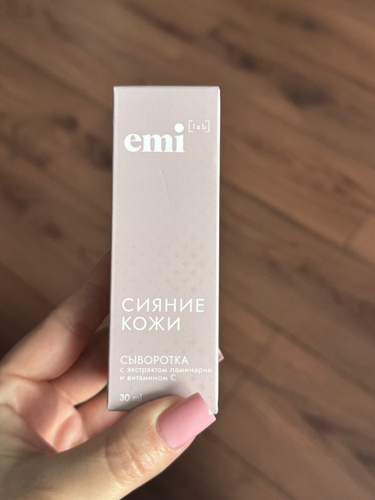 emi [lab]
СИЯНИЕ
КОЖИ
СЫВОРОТКА
с экстрактом ламинарии
и витамином С
30 ml